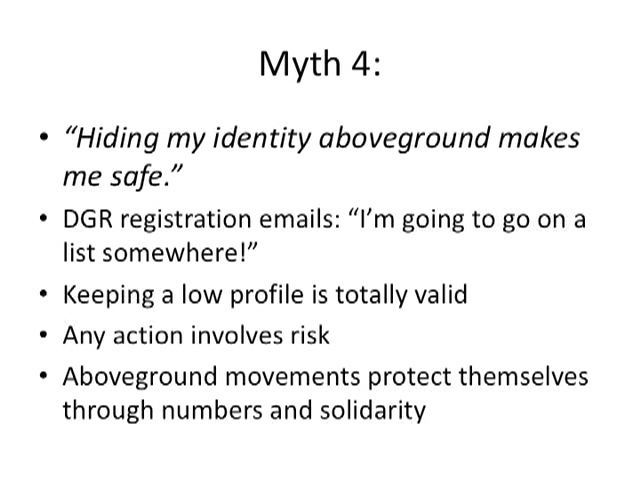 Myth 4:
• “Hiding my identity aboveground makes
me safe.”
• DGR registration emails: “I’m going to go on a
list somewhere!”
• Keeping a low profile is totally valid
• Any action involves risk
• Aboveground movements protect themselves
through numbers and solidarity